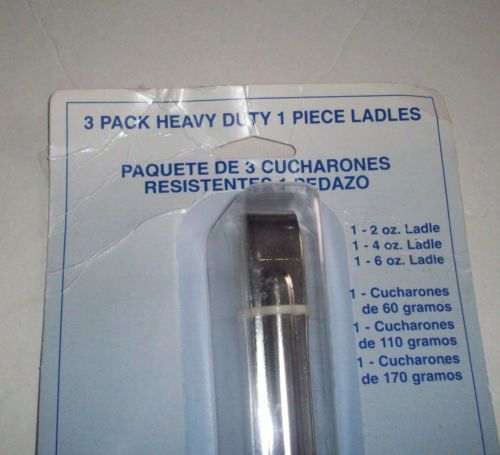 3 PACK HEAVY DUTY 1 PIECE LADLES
PAQUETE DE 3 CUCHARONES
RESISTENTES 1 PEDAZO
1 - 2 oz. Ladle
1 - 4 oz. Ladle
1 - 6 oz. Ladle
1 - Cucharones
de 60 gramos
1 - Cucharones
de 110 gramos
1 - Cucharones
de 170 gramos